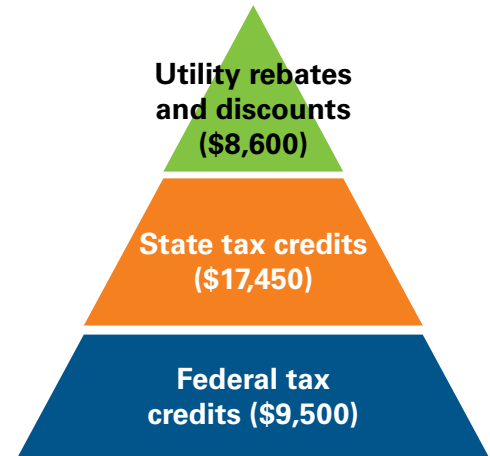 Utility rebates
and discounts
($8,600)
State tax credits
($17,450)
Federal tax
credits ($9,500)